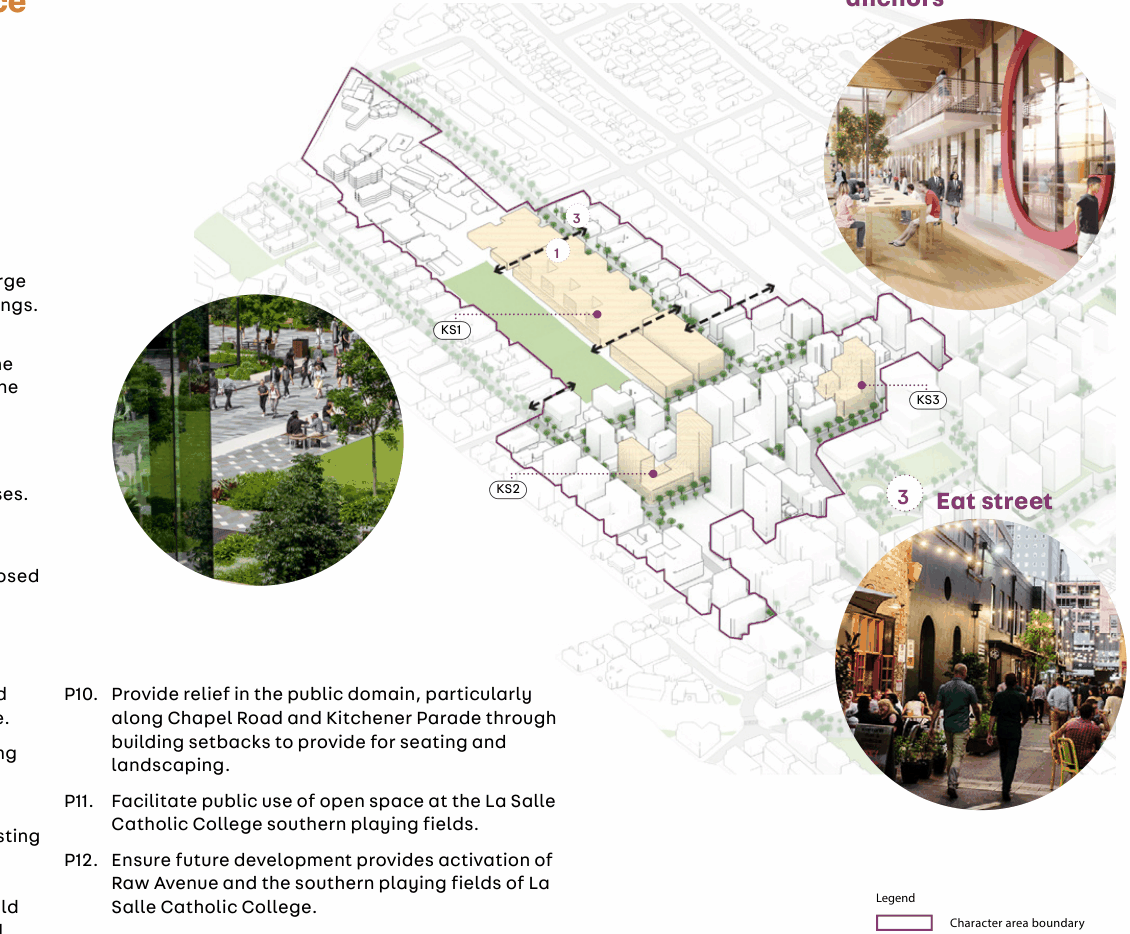 ce
anchors
rge
ngs.
he
he
ses.
osed
d
e.
ng
sting
ld
3
1
KS1
KS3
KS2
3 Eat street
P10. Provide relief in the public domain, particularly
along Chapel Road and Kitchener Parade through
building setbacks to provide for seating and
landscaping.
P11. Facilitate public use of open space at the La Salle
Catholic College southern playing fields.
P12. Ensure future development provides activation of
Raw Avenue and the southern playing fields of La
Salle Catholic College.
Legend
Character area boundary